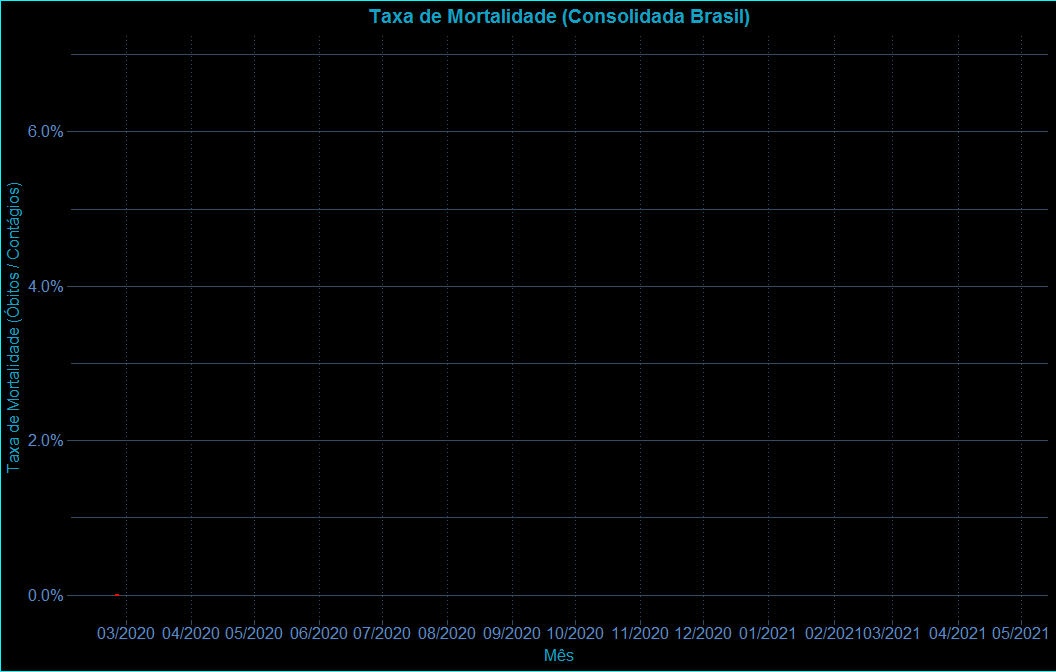 Taxa de Mortalidade (Consolidada Brasil)
Taxa de Mortalidade (Óbitos / Contágios)
6.0%
4.0%
2.0%
0.0%
03/2020 04/2020 05/2020 06/2020 07/2020 08/2020 09/2020 10/2020 11/2020 12/2020 01/2021 02/2021 03/2021 04/2021 05/2021
Mês